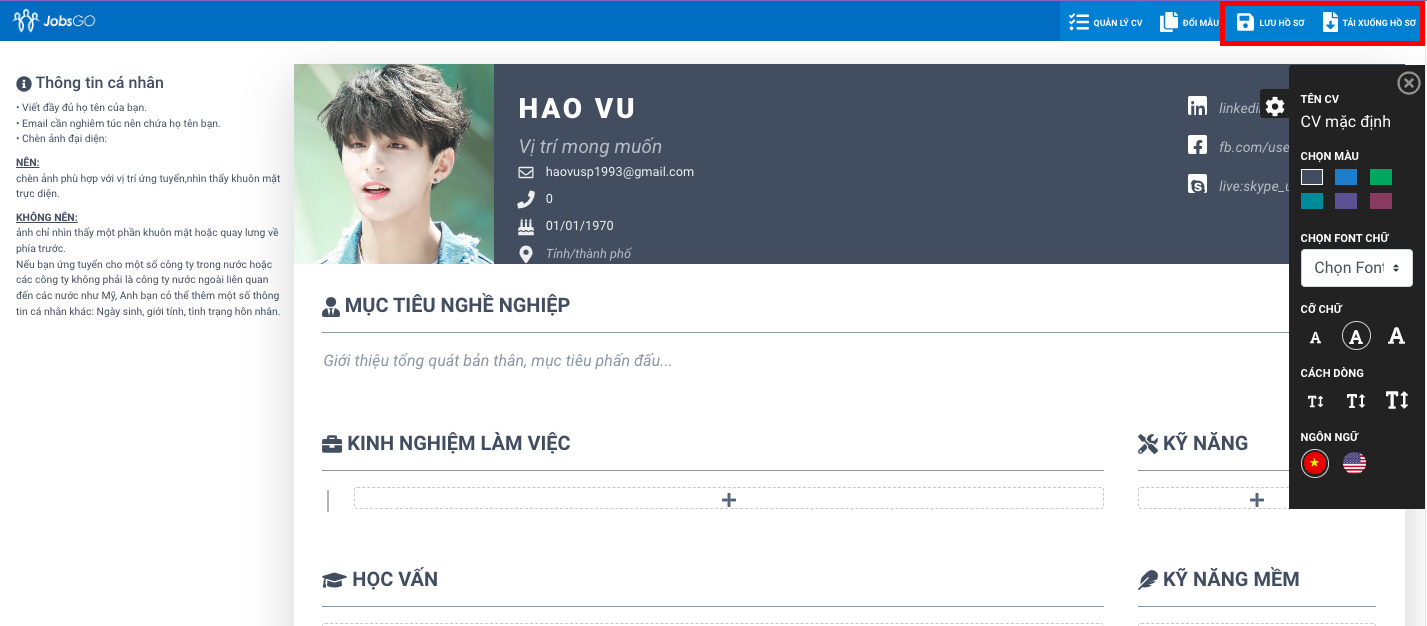 JobsGO
QUẢN LÝ CV
ĐỔI MẪU
LƯU HỒ SƠ
TẢI XUỐNG HỒ SƠ
Thông tin cá nhân
• Viết đầy đủ họ tên của bạn.
• Email cần nghiêm túc nên chứa họ tên bạn.
• Chèn ảnh đại diện:
NÊN:
chèn ảnh phù hợp với vị trí ứng tuyển,nhìn thấy khuôn mặt
trực diện.
KHÔNG NÊN:
ảnh chỉ nhìn thấy một phần khuôn mặt hoặc quay lưng về
phía trước.
Nếu bạn ứng tuyển cho một số công ty trong nước hoặc
các công ty không phải là công ty nước ngoài liên quan
đến các nước như Mỹ, Anh bạn có thể thêm một số thông
tin cá nhân khác: Ngày sinh, giới tính, tình trạng hôn nhân.
HAO VU
Vị trí mong muốn
haovusp1993@gmail.com
0
01/01/1970
Tỉnh/thành phố
linkedi
fb.com/use
live:skype_u
MỤC TIÊU NGHỀ NGHIỆP
Giới thiệu tổng quát bản thân, mục tiêu phấn đấu...
KINH NGHIỆM LÀM VIỆC
KỸ NĂNG
HỌC VẤN
KỸ NĂNG MỀM
TÊN CV
CV mặc định
CHỌN MÀU
CHỌN FONT CHỮ
Chọn Font
CỠ CHỮ
A A A
CÁCH DÒNG
NGÔN NGỮ